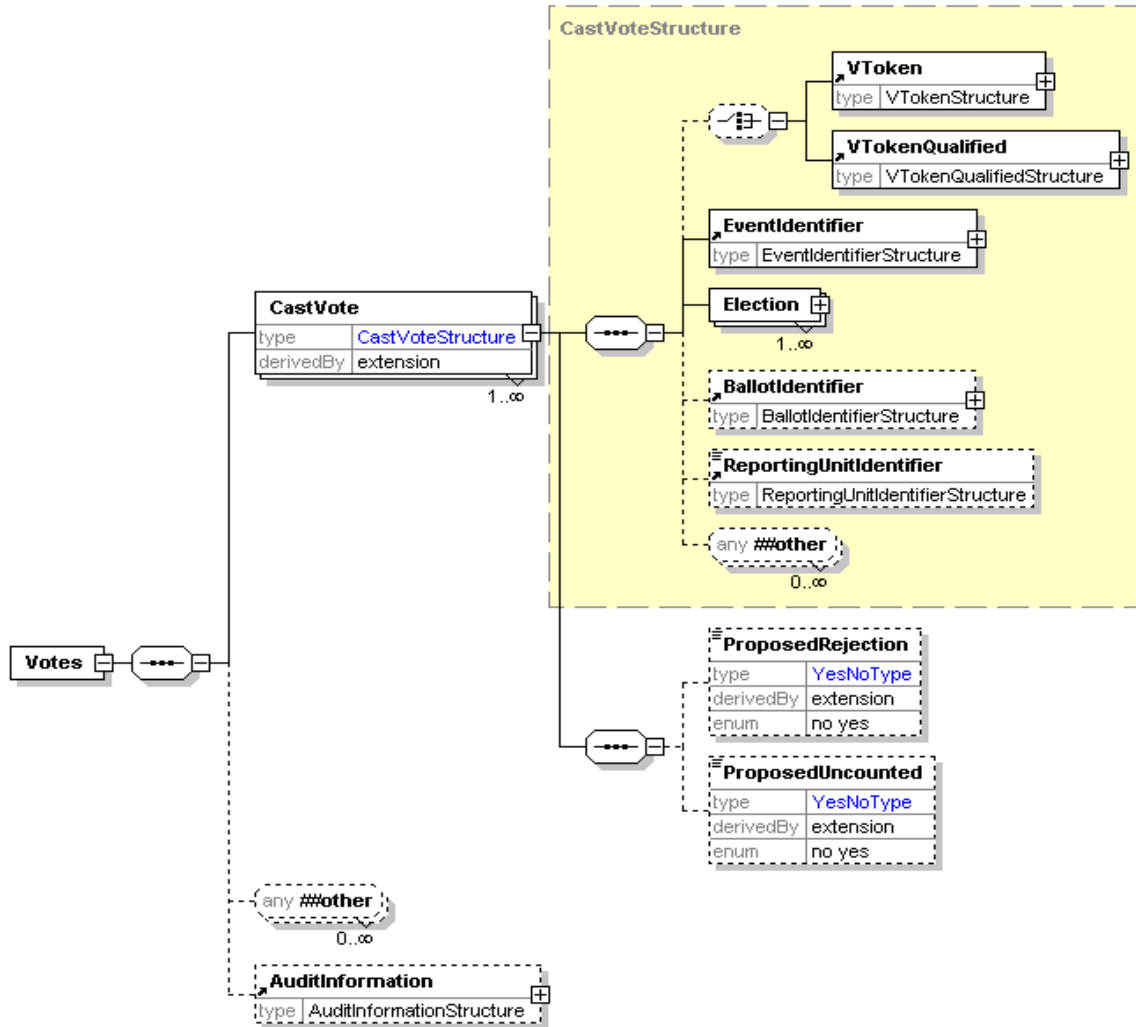 CastVoteStructure
VToken
type VTokenStructure
VTokenQualified
type VTokenQualifiedStructure
EventIdentifier
type EventIdentifierStructure
CastVote
type CastVoteStructure
derivedBy extension
1..∞
Election
1..∞
BallotIdentifier
type BallotIdentifierStructure
ReportingUnitIdentifier
type ReportingUnitIdentifierStructure
any ##other
0..∞
Votes
ProposedRejection
type YesNoType
derivedBy extension
enum no yes
ProposedUncounted
type YesNoType
derivedBy extension
enum no yes
any ##other
0..∞
AuditInformation
type AuditInformationStructure